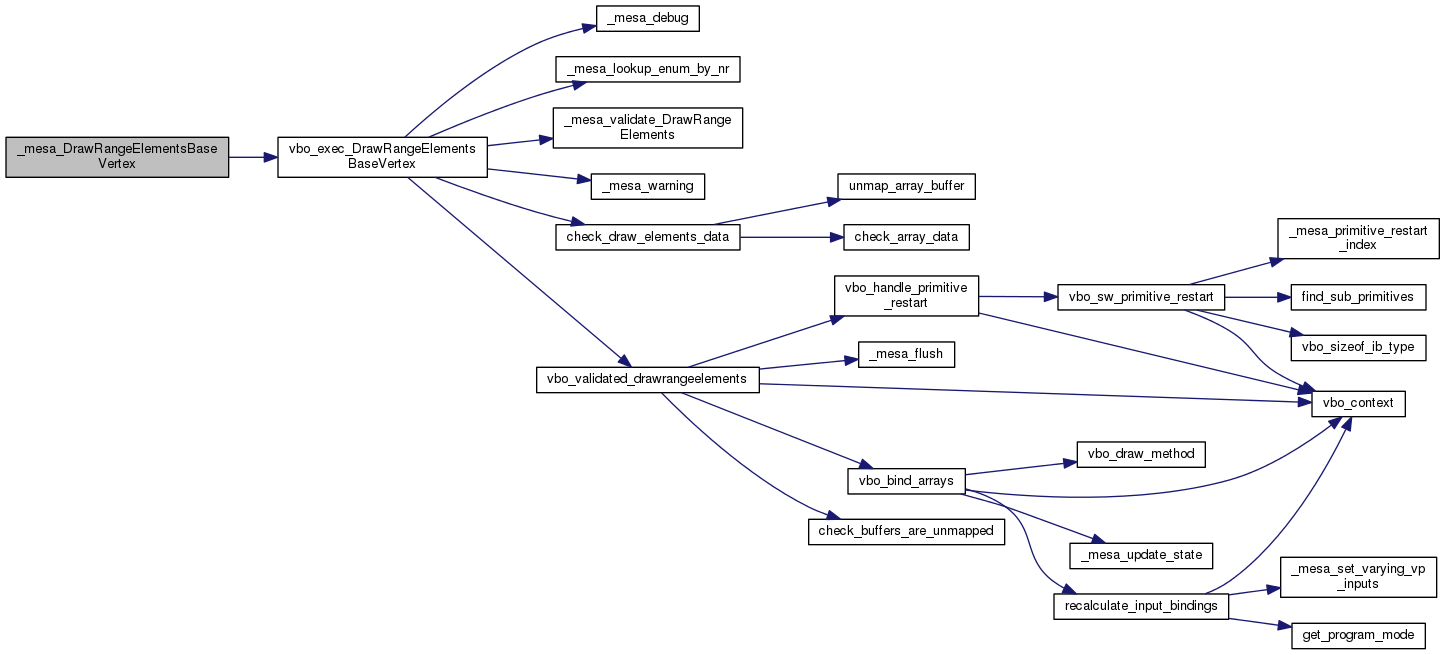 _mesa_DrawRangeElementsBase
Vertex
vbo_exec_DrawRangeElements
BaseVertex
_mesa_debug
_mesa_lookup_enum_by_nr
_mesa_validate_DrawRange
Elements
_mesa_warning
check_draw_elements_data
unmap_array_buffer
check_array_data
vbo_validated_drawrangeelements
vbo_handle_primitive
_restart
_mesa_flush
vbo_bind_arrays
check_buffers_are_unmapped
vbo_sw_primitive_restart
_mesa_primitive_restart
_index
find_sub_primitives
vbo_sizeof_ib_type
vbo_context
vbo_draw_method
_mesa_update_state
recalculate_input_bindings
_mesa_set_varying_vp
_inputs
get_program_mode